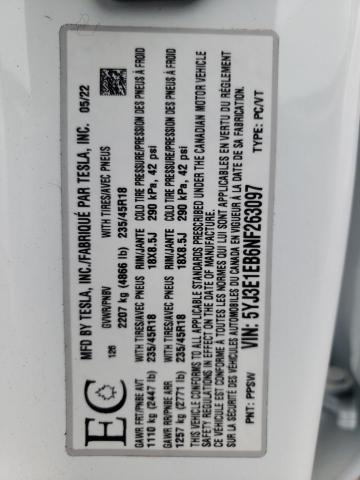 MFD BY TESLA, INC./FABRIQUÉ PAR TESLA, INC. 05/22
EC
126
GVWR/PNBV
2207 kg (4866 lb)
WITH TIRES/AVEC PNEUS
235/45R18
GAWR FRT/PNBE AVT
1110 kg (2447 lb)
WITH TIRES/AVEC PNEUS
235/45R18
RIM/JANTE
18X8.5J
COLD TIRE PRESSURE/PRESSION DES PNEUS À FROID
290 kPa, 42 psi
GAWR RR/PNBE ARR
1257 kg (2771 lb)
WITH TIRES/AVEC PNEUS
235/45R18
RIM/JANTE
18X8.5J
COLD TIRE PRESSURE/PRESSION DES PNEUS À FROID
290 kPa, 42 psi
THIS VEHICLE CONFORMS TO ALL APPLICABLE STANDARDS PRESCRIBED UNDER THE CANADIAN MOTOR VEHICLE
SAFETY REGULATIONS IN EFFECT ON THE DATE OF MANUFACTURE.
CE VÉHICULE EST CONFORME À TOUTES LES NORMES QUI LUI SONT APPLICABLES EN VERTU DU RÈGLEMENT
SUR LA SÉCURITÉ DES VÉHICULES AUTOMOBILES DU CANADA EN VIGUEUR À LA DATE DE SA FABRICATION.
VIN: 5YJ3E1EB6NF263097
PNT: PPSW
TYPE: PC/VT